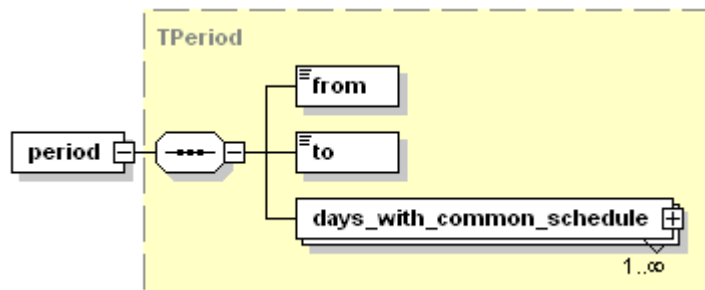 TPeriod
from
period
to
days_with_common_schedule
1..∞